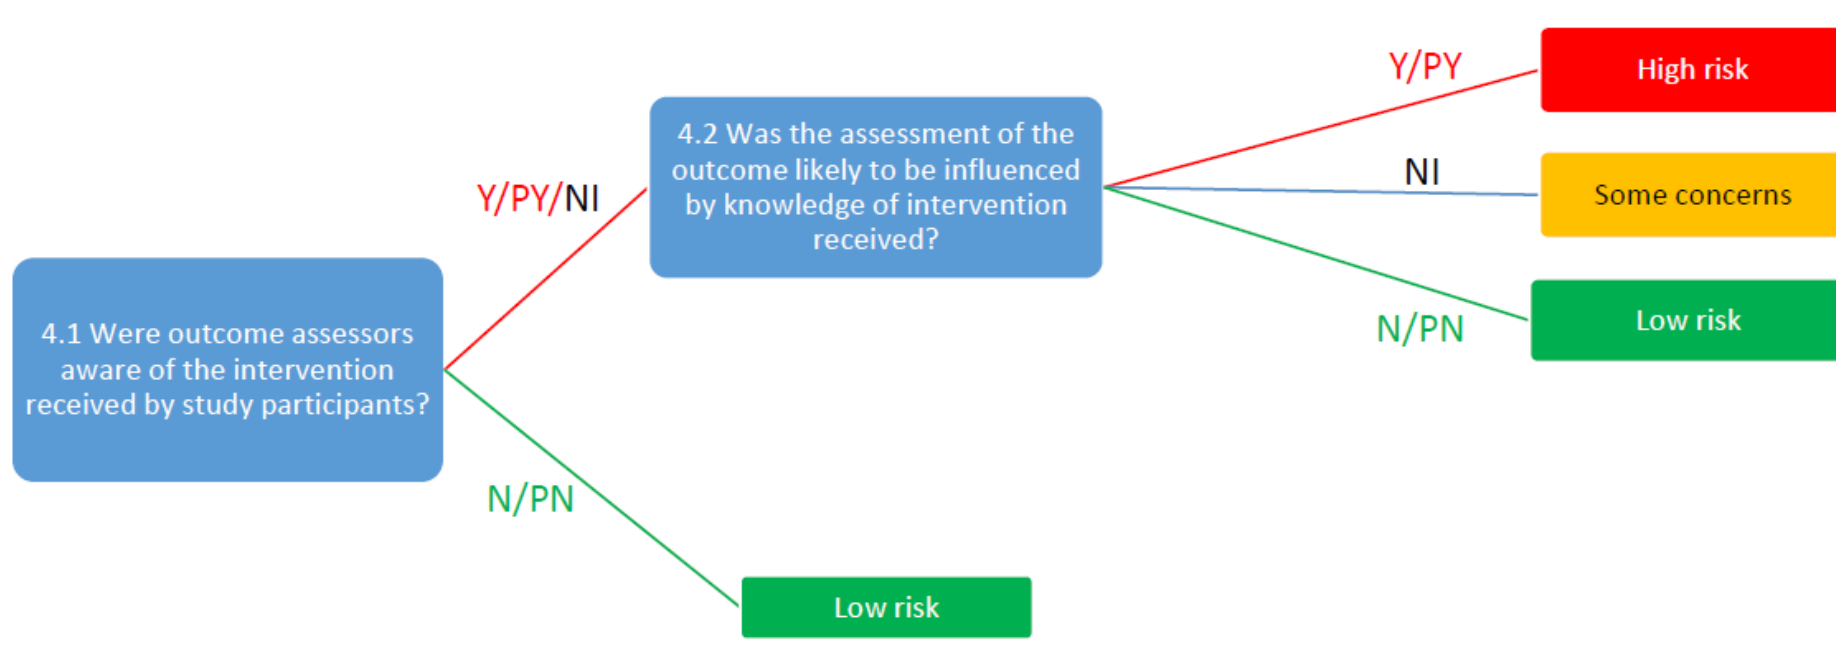 4.1 Were outcome assessors
aware of the intervention
received by study participants?
Y/PY/NI
N/PN
Low risk
4.2 Was the assessment of the
outcome likely to be influenced
by knowledge of intervention
received?
Y/PY
High risk
NI
Some concerns
N/PN
Low risk